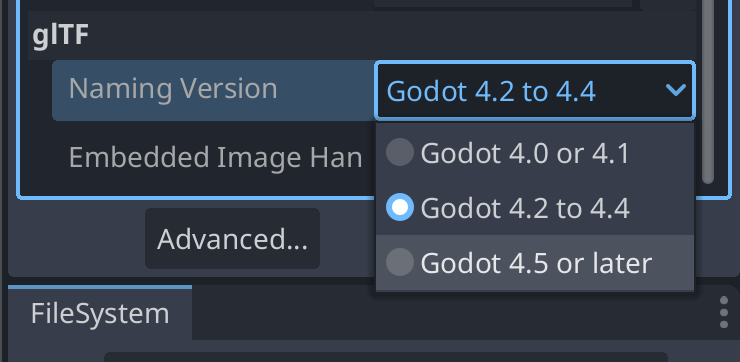 glTF
Naming Version
Godot 4.2 to 4.4
Godot 4.0 or 4.1
Embedded Image Han
Godot 4.2 to 4.4
Advanced...
Godot 4.5 or later
FileSystem